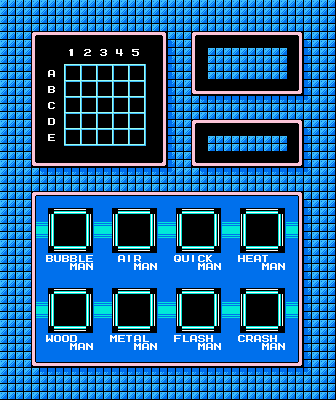 1 2 3 4 5
A
B
C
D
E
BUBBLE MAN
AIR MAN
QUICK MAN
HEAT MAN
WOOD MAN
METAL MAN
FLASH MAN
CRASH MAN